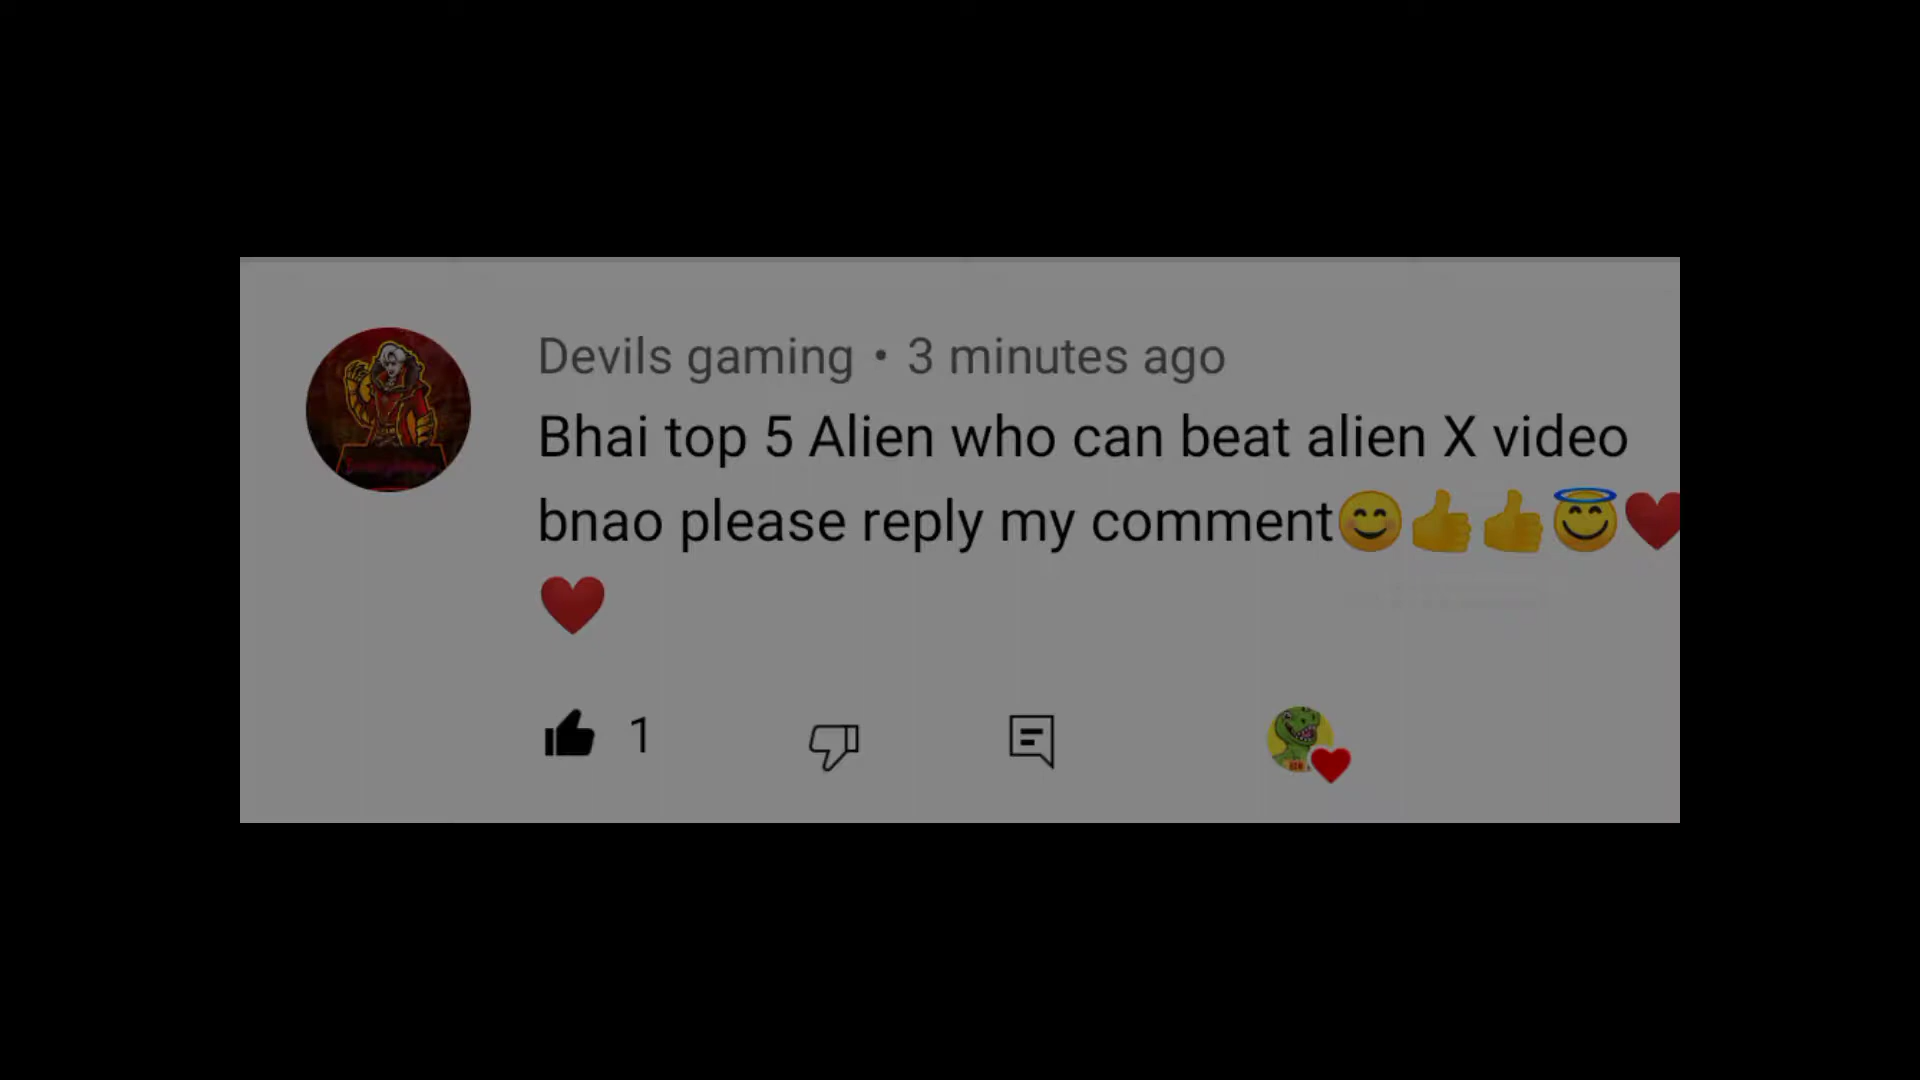 Devils gaming • 3 minutes ago
Bhai top 5 Alien who can beat alien X video
bnao please reply my comment😊👍👍😇❤️
❤️
1